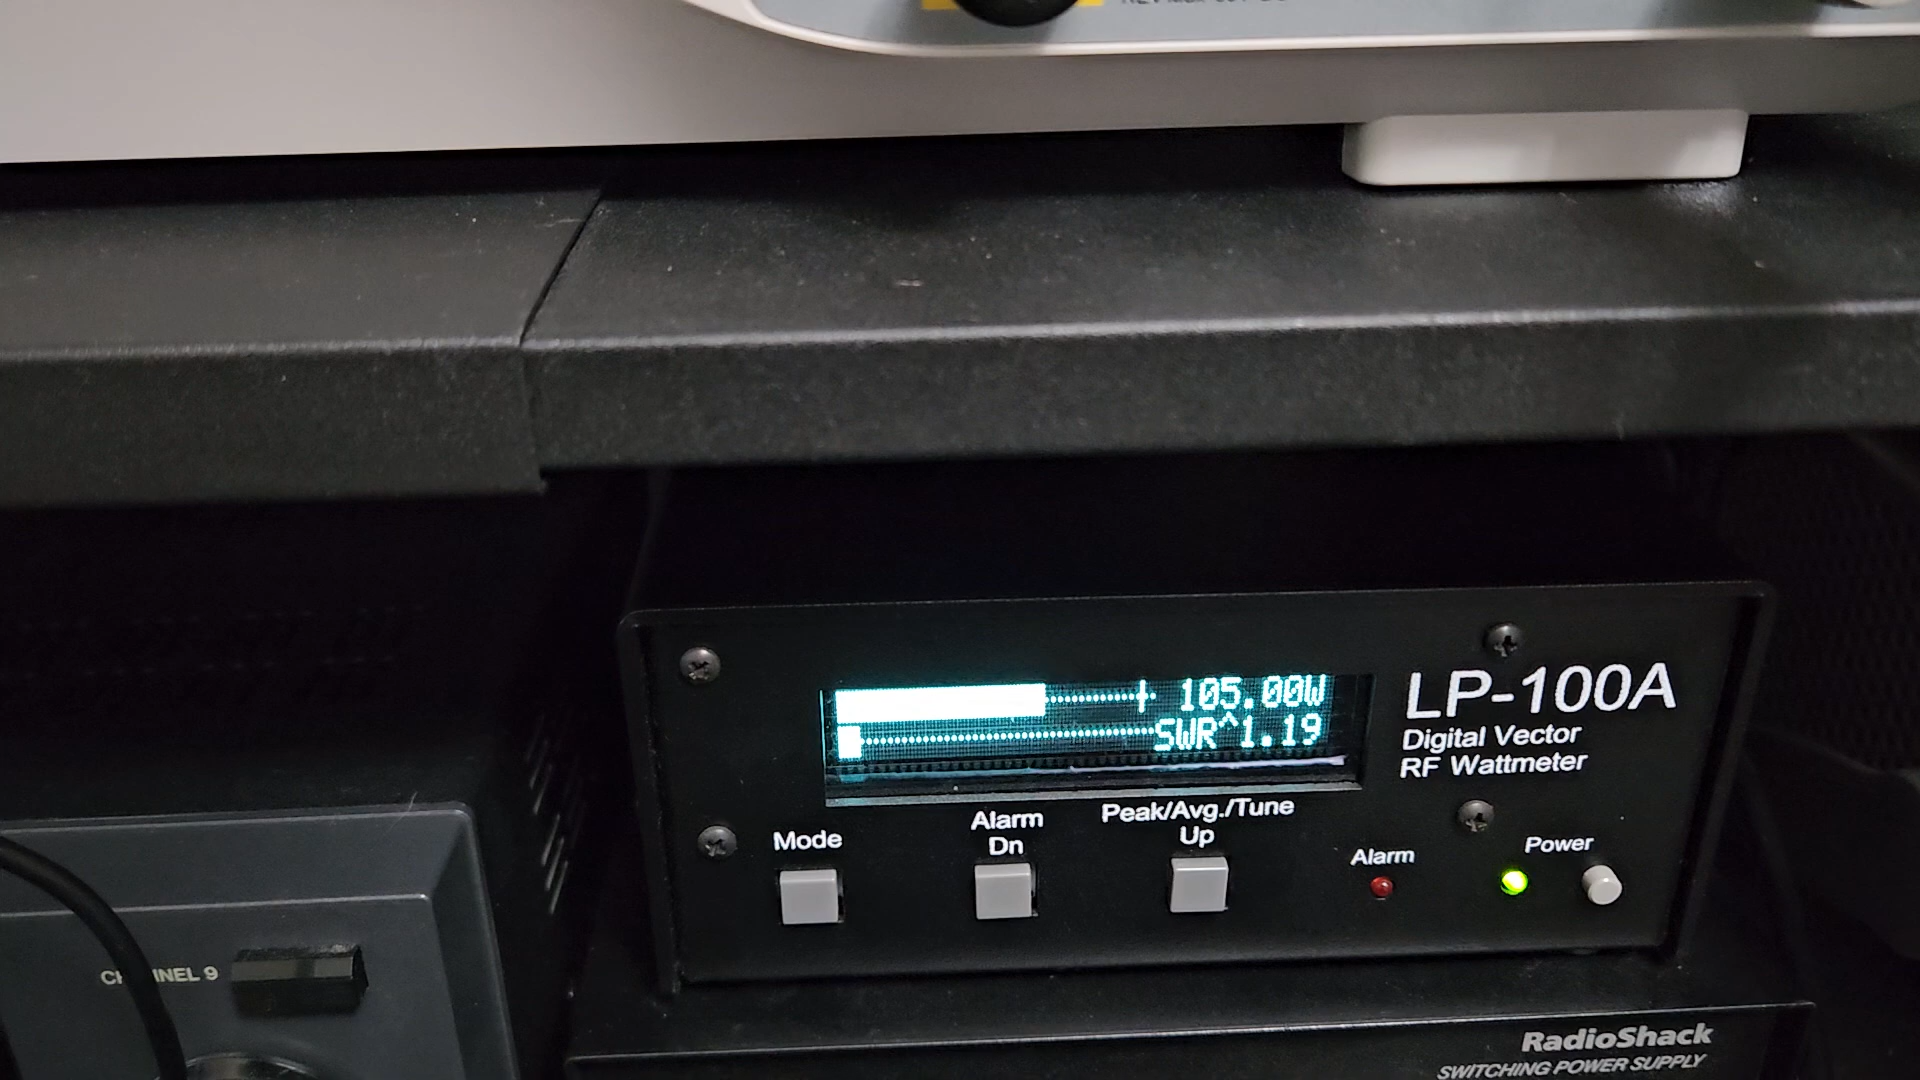 105.00W
SWR^1.19
LP-100A
Digital Vector
RF Wattmeter
Mode
Alarm
Dn
Peak/Avg./Tune
Up
Alarm
Power
9
RadioShack
SWITCHING POWER SUPPLY